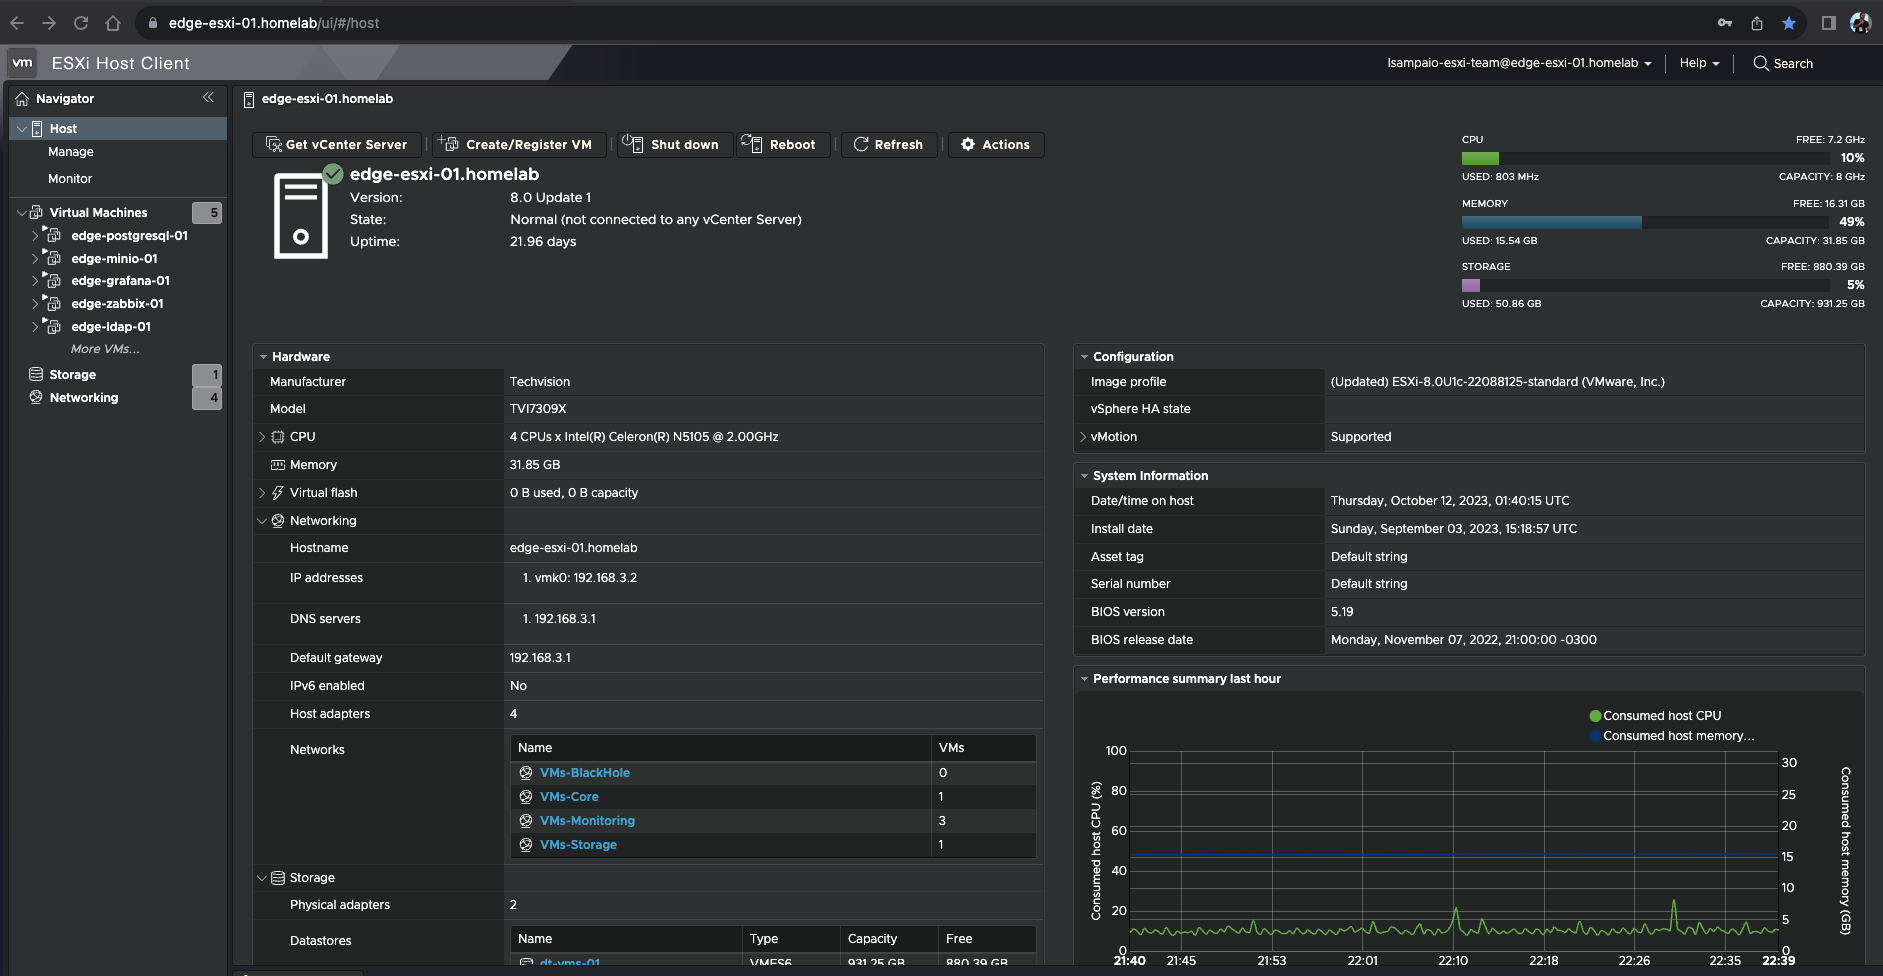 edge-esxi-01.homelab/ui/#/host
vm ESXi Host Client
lsampaio-esxi-team@edge-esxi-01.homelab
Help
Search
Navigator
Host
Manage
Monitor
Virtual Machines 5
edge-postgresql-01
edge-minio-01
edge-grafana-01
edge-zabbix-01
edge-ldap-01
More VMs...
Storage 1
Networking 4
edge-esxi-01.homelab
Get vCenter Server
Create/Register VM
Shut down
Reboot
Refresh
Actions
edge-esxi-01.homelab
Version: 8.0 Update 1
State: Normal (not connected to any vCenter Server)
Uptime: 21.96 days
CPU FREE: 7.2 GHz
10%
USED: 803 MHz CAPACITY: 8 GHz
MEMORY FREE: 16.31 GB
49%
USED: 15.54 GB CAPACITY: 31.85 GB
STORAGE FREE: 880.39 GB
5%
USED: 50.86 GB CAPACITY: 931.25 GB
Hardware
Manufacturer Techvision
Model TVI7309X
CPU 4 CPUs x Intel(R) Celeron(R) N5105 @ 2.00GHz
Memory 31.85 GB
Virtual flash 0 B used, 0 B capacity
Networking
Hostname edge-esxi-01.homelab
IP addresses 1. vmk0: 192.168.3.2
DNS servers 1. 192.168.3.1
Default gateway 192.168.3.1
IPv6 enabled No
Host adapters 4
Networks
Name VMs
VMs-BlackHole 0
VMs-Core 1
VMs-Monitoring 3
VMs-Storage 1
Storage
Physical adapters 2
Datastores
Name Type Capacity Free
dt-vms-01 VMFS6 931.25 GB 880.39 GB
Configuration
Image profile (Updated) ESXi-8.0U1c-22088125-standard (VMware, Inc.)
vSphere HA state
vMotion Supported
System Information
Date/time on host Thursday, October 12, 2023, 01:40:15 UTC
Install date Sunday, September 03, 2023, 15:18:57 UTC
Asset tag Default string
Serial number Default string
BIOS version 5.19
BIOS release date Monday, November 07, 2022, 21:00:00 -0300
Performance summary last hour
Consumed host CPU
Consumed host memory...
Consumed host CPU (%)
100
80
60
40
20
0
30
25
20
15
10
5
0
Consumed host memory (GB)
21:40 21:45 21:53 22:01 22:10 22:18 22:26 22:35 22:39